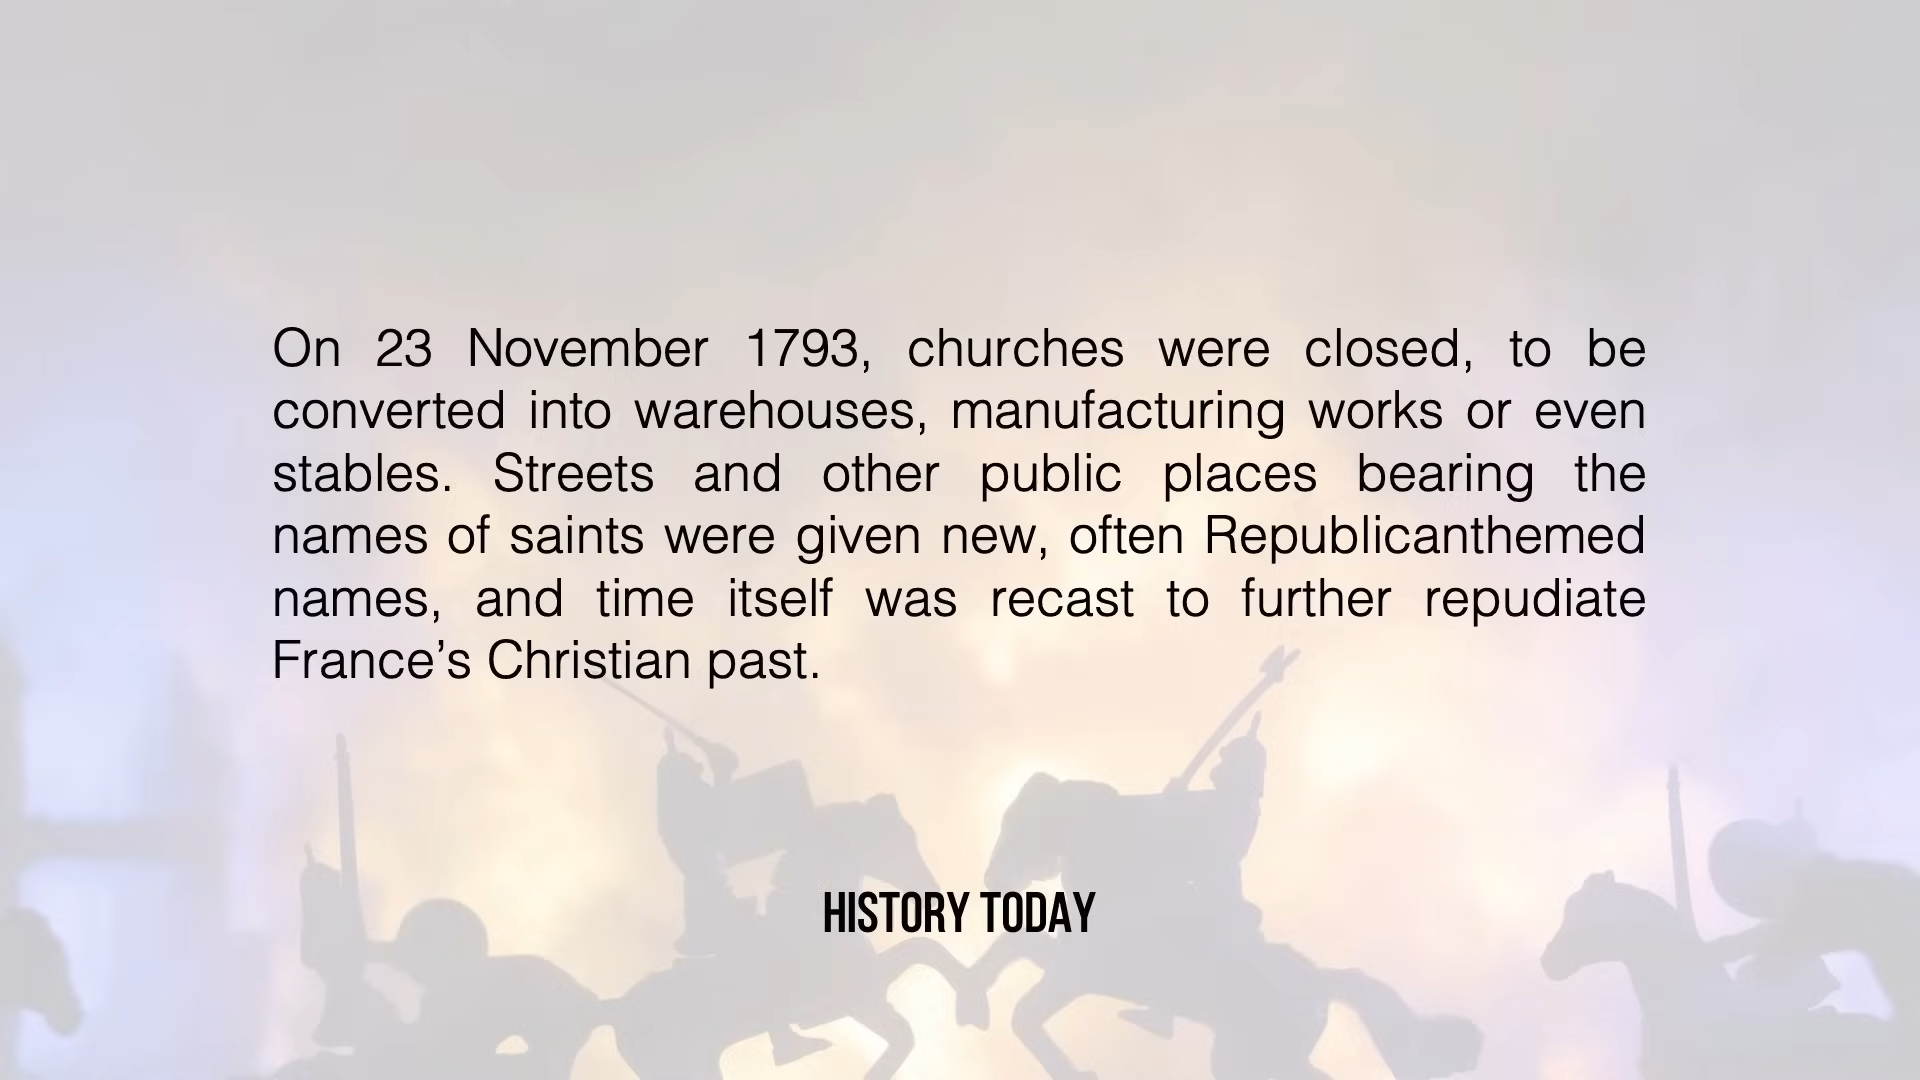 On 23 November 1793, churches were closed, to be
converted into warehouses, manufacturing works or even
stables. Streets and other public places bearing the
names of saints were given new, often Republicanthemed
names, and time itself was recast to further repudiate
France’s Christian past.
HISTORY TODAY